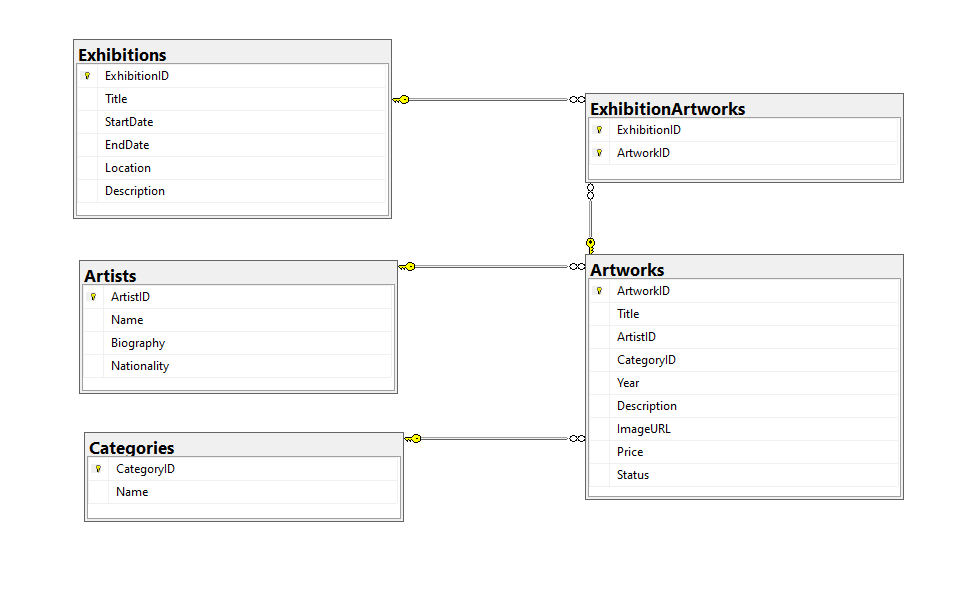 Exhibitions
ExhibitionID
Title
StartDate
EndDate
Location
Description
ExhibitionArtworks
ExhibitionID
ArtworkID
Artists
ArtistID
Name
Biography
Nationality
Artworks
ArtworkID
Title
ArtistID
CategoryID
Year
Description
ImageURL
Price
Status
Categories
CategoryID
Name